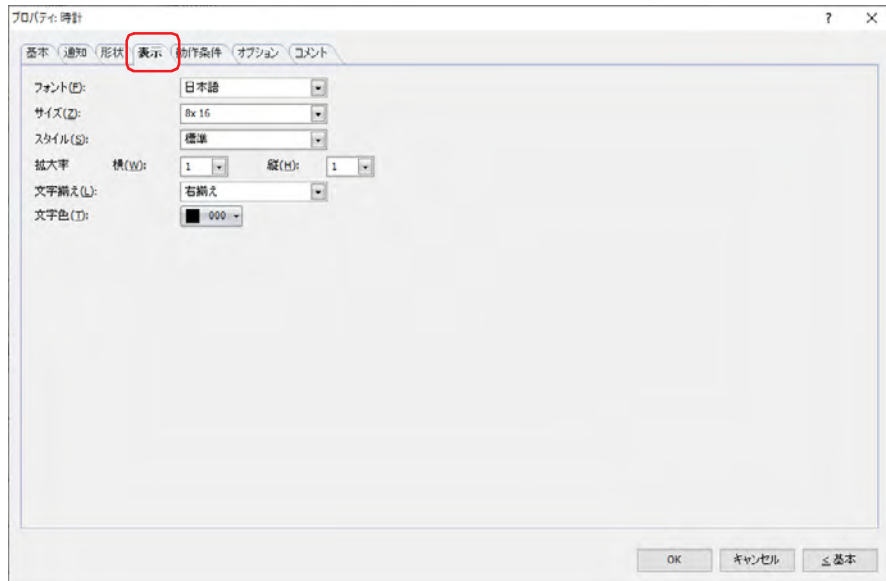 プロパティ: 時計 ? ×
基本 通知 形状 表示 動作条件 オプション コメント
フォント(F): 日本語
サイズ(Z): 8x 16
スタイル(S): 標準
拡大率 横(W): 1 縦(H): 1
文字揃え(L): 右揃え
文字色(T): 000
OK キャンセル ≤ 基本